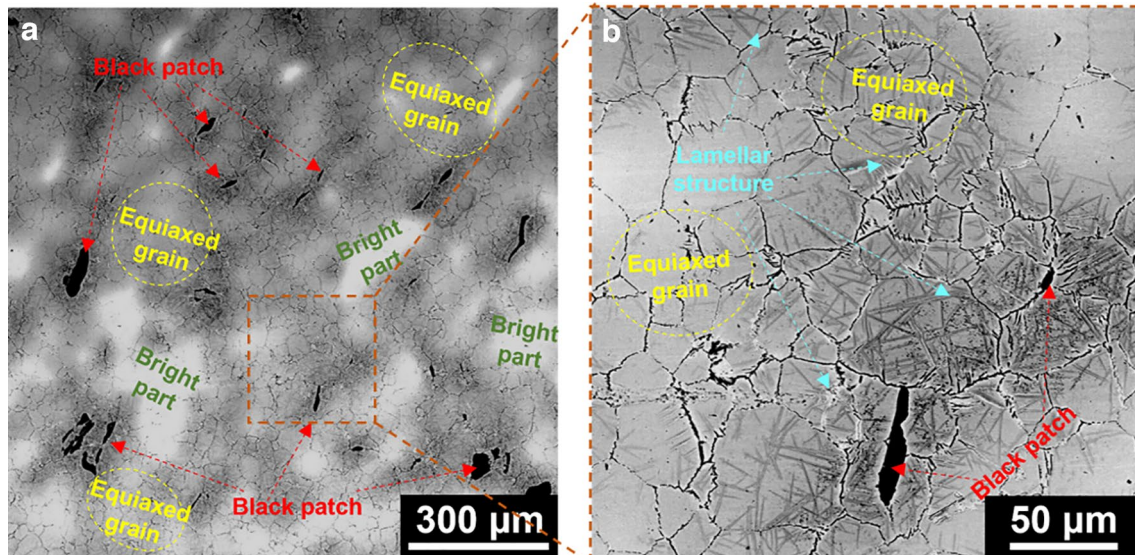 a
Black patch
Equiaxed
grain
Equiaxed
grain
Bright
part
Bright
part
Bright
part
Equiaxed
grain
Black patch
300 µm
b
Equiaxed
grain
Lamellar
structure
Equiaxed
grain
Black patch
50 µm